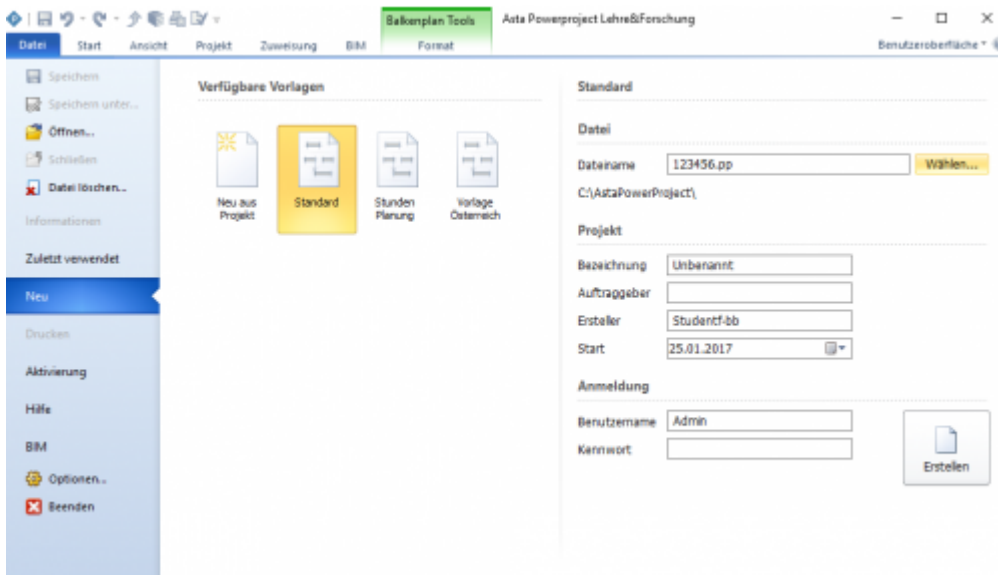 Balkenplan Tools
Asta Powerproject Lehre&Forschung
Datei Start Ansicht Projekt Zuweisung BIM Format Benutzeroberfläche
Speichern
Speichern unter...
Öffnen...
Schließen
Datei löschen...
Informationen
Zuletzt verwendet
Neu
Drucken
Aktivierung
Hilfe
BIM
Optionen...
Beenden
Verfügbare Vorlagen
Neu aus
Projekt
Standard
Stunden
Planung
Vorlage
Österreich
Standard
Datei
Dateiname 123456.pp Wählen...
C:\AstaPowerProject\
Projekt
Bezeichnung Unbenannt
Auftraggeber
Ersteller Studentf-bb
Start 25.01.2017
Anmeldung
Benutzername Admin
Kennwort
Erstellen